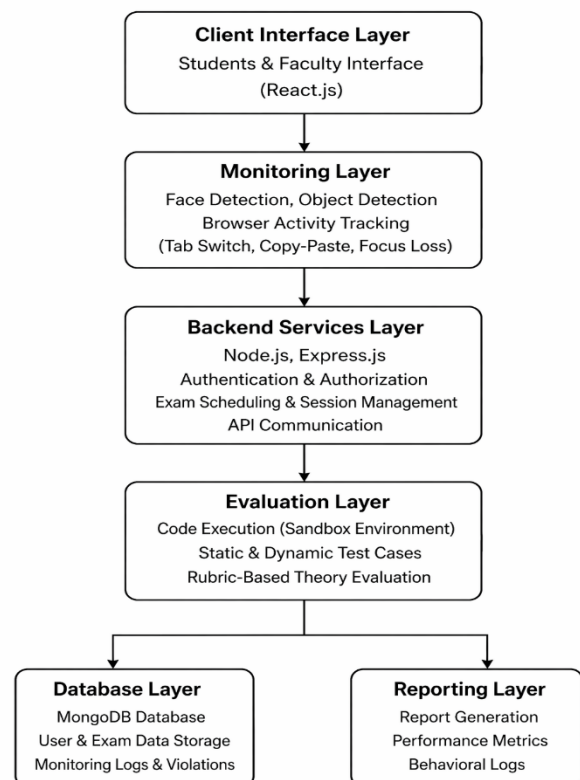 Client Interface Layer
Students & Faculty Interface
(React.js)
Monitoring Layer
Face Detection, Object Detection
Browser Activity Tracking
(Tab Switch, Copy-Paste, Focus Loss)
Backend Services Layer
Node.js, Express.js
Authentication & Authorization
Exam Scheduling & Session Management
API Communication
Evaluation Layer
Code Execution (Sandbox Environment)
Static & Dynamic Test Cases
Rubric-Based Theory Evaluation
Database Layer
MongoDB Database
User & Exam Data Storage
Monitoring Logs & Violations
Reporting Layer
Report Generation
Performance Metrics
Behavioral Logs